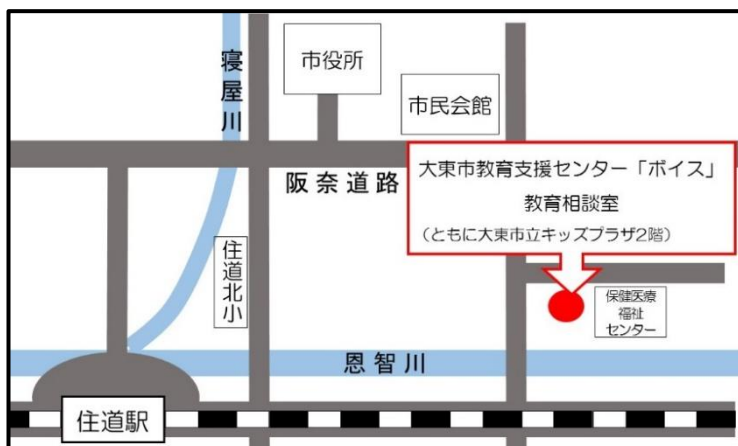 寝屋川
市役所
市民会館
阪奈道路
大東市教育支援センター「ボイス」
教育相談室
（ともに大東市立キッズプラザ2階）
住道北小
保健医療
福祉
センター
恩智川
住道駅